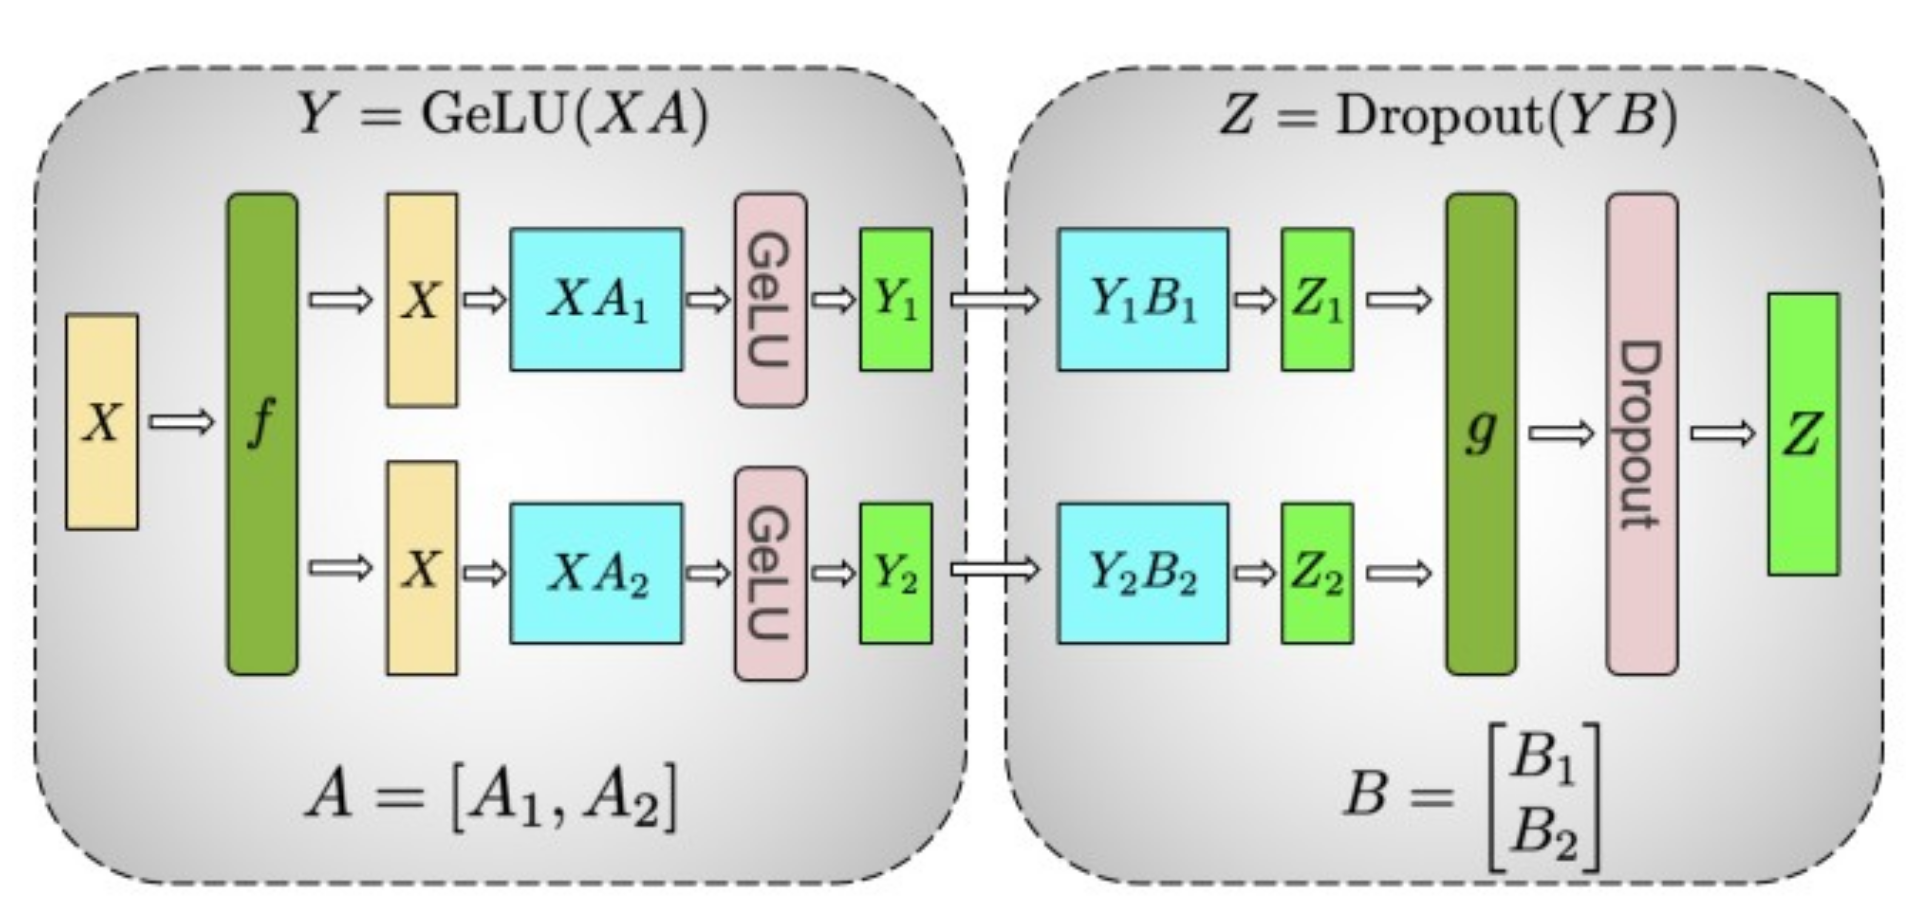 Y = GeLU(XA)
X
f
X
XA₁
GeLU
Y₁
X
XA₂
GeLU
Y₂
A = [A₁, A₂]
Z = Dropout(YB)
Y₁B₁
Z₁
Y₂B₂
Z₂
g
Dropout
Z
B = [B₁
B₂]